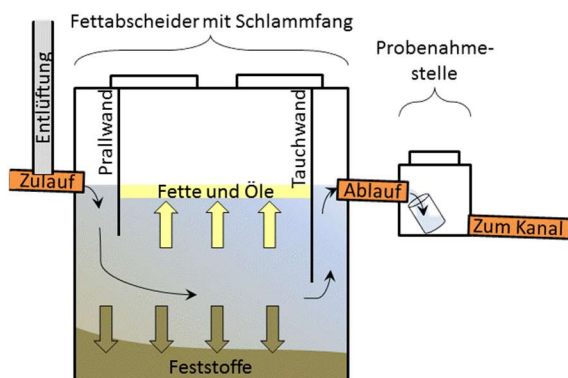 Fettabscheider mit Schlammfang
Probenahme-
stelle
Entlüftung
Prallwand
Tauchwand
Zulauf
Fette und Öle
Ablauf
Zum Kanal
Feststoffe